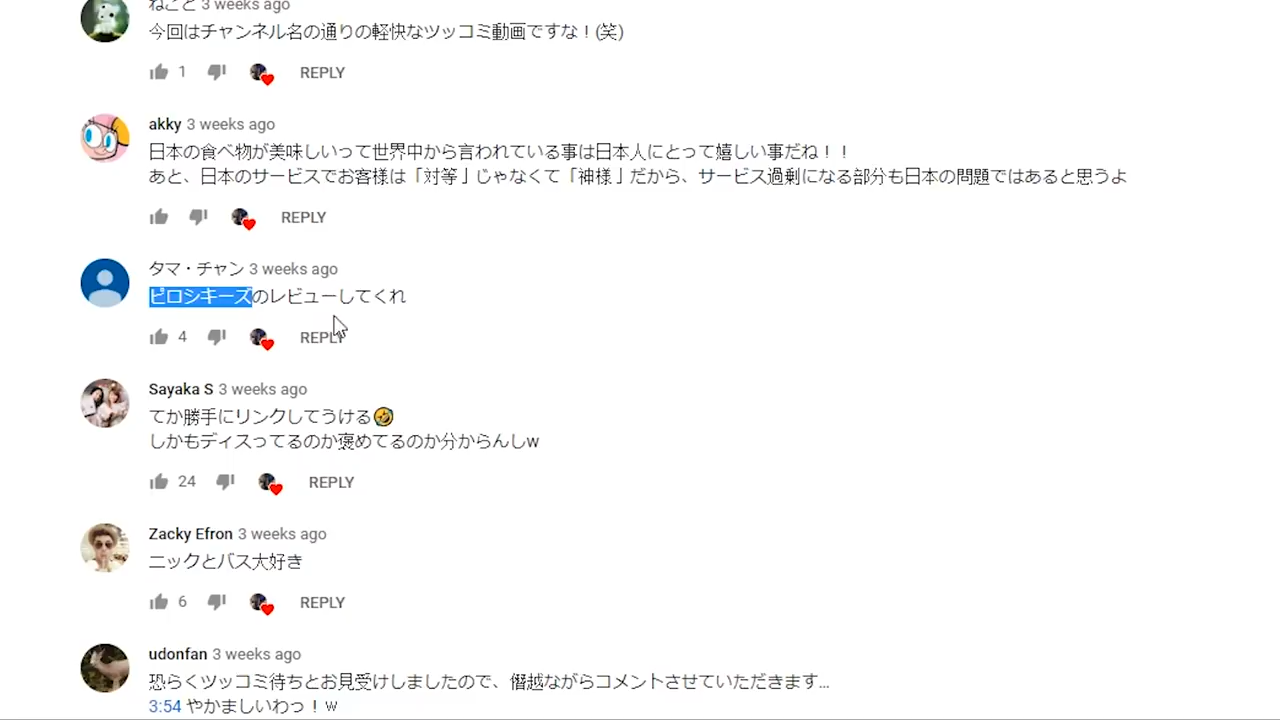 ねこと 3 weeks ago
今回はチャンネル名の通りの軽快なツッコミ動画ですな！(笑)
1 REPLY
akky 3 weeks ago
日本の食べ物が美味しいって世界中から言われている事は日本人にとって嬉しい事だね！！
あと、日本のサービスでお客様は「対等」じゃなくて「神様」だから、サービス過剰になる部分も日本の問題ではあると思うよ
REPLY
タマ・チャン 3 weeks ago
ピロシキーズのレビューしてくれ
4 REPLY
Sayaka S 3 weeks ago
てか勝手にリンクしてうける🤣
しかもディスってるのか褒めてるのか分からんしw
24 REPLY
Zacky Efron 3 weeks ago
ニックとバス大好き
6 REPLY
udonfan 3 weeks ago
恐らくツッコミ待ちとお見受けしましたので、僭越ながらコメントさせていただきます...
3:54 やかましいわっ！ｗ